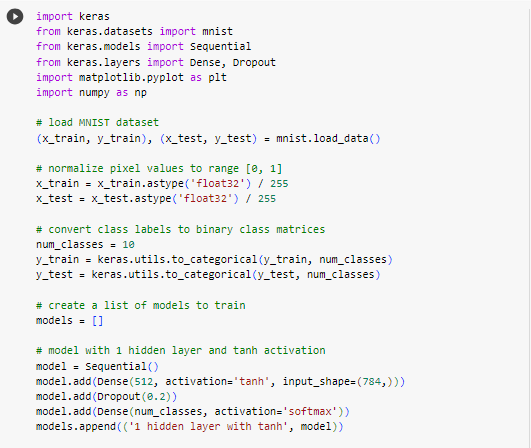 import keras
from keras.datasets import mnist
from keras.models import Sequential
from keras.layers import Dense, Dropout
import matplotlib.pyplot as plt
import numpy as np

# load MNIST dataset
(x_train, y_train), (x_test, y_test) = mnist.load_data()

# normalize pixel values to range [0, 1]
x_train = x_train.astype('float32') / 255
x_test = x_test.astype('float32') / 255

# convert class labels to binary class matrices
num_classes = 10
y_train = keras.utils.to_categorical(y_train, num_classes)
y_test = keras.utils.to_categorical(y_test, num_classes)

# create a list of models to train
models = []

# model with 1 hidden layer and tanh activation
model = Sequential()
model.add(Dense(512, activation='tanh', input_shape=(784,)))
model.add(Dropout(0.2))
model.add(Dense(num_classes, activation='softmax'))
models.append(('1 hidden layer with tanh', model))